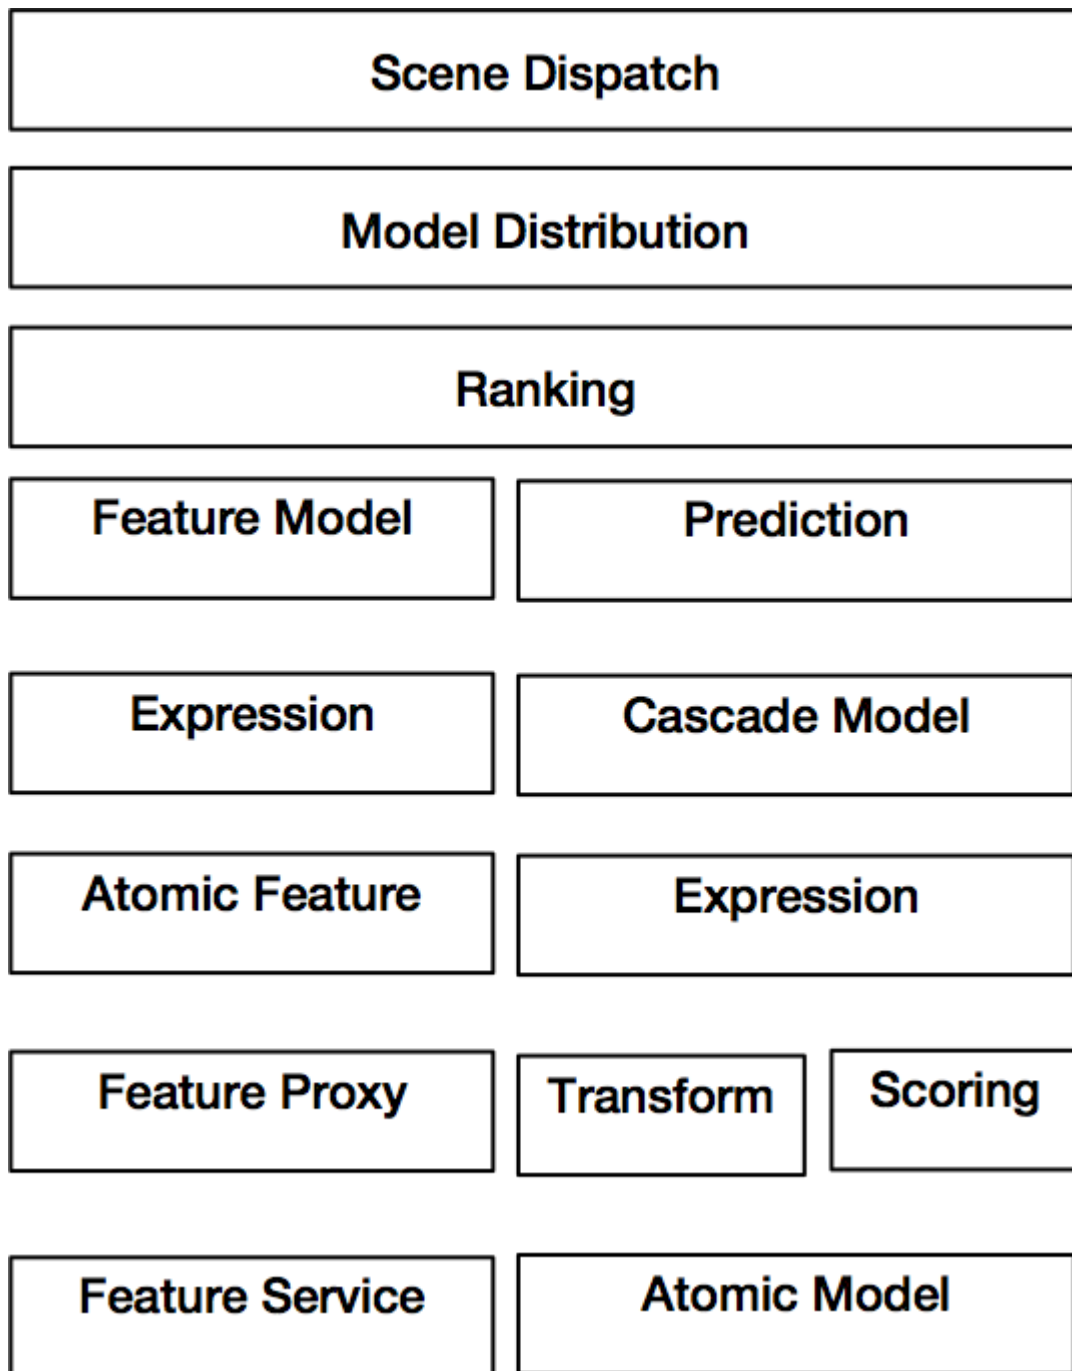 Scene Dispatch
Model Distribution
Ranking
Feature Model
Prediction
Expression
Cascade Model
Atomic Feature
Expression
Feature Proxy
Transform
Scoring
Feature Service
Atomic Model